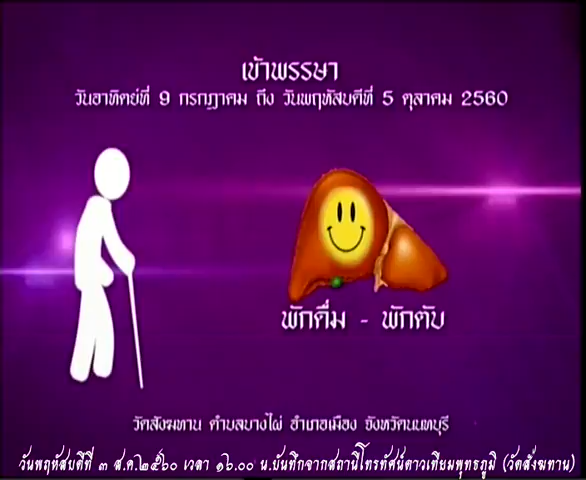 เข้าพรรษา
วันอาทิตย์ที่ 9 กรกฎาคม ถึง วันพฤหัสบดีที่ 5 ตุลาคม 2560
พักดื่ม - พักตับ
วัดสังฆทาน ตำบลบางไผ่ อำเภอเมือง จังหวัดนนทบุรี
วันพฤหัสบดีที่ ๓ ส.ค.๒๕๖๐ เวลา ๑๖.๐๐ น.บันทึกจากสถานีโทรทัศน์ดาวเทียมพุทธภูมิ (วัดสังฆทาน)